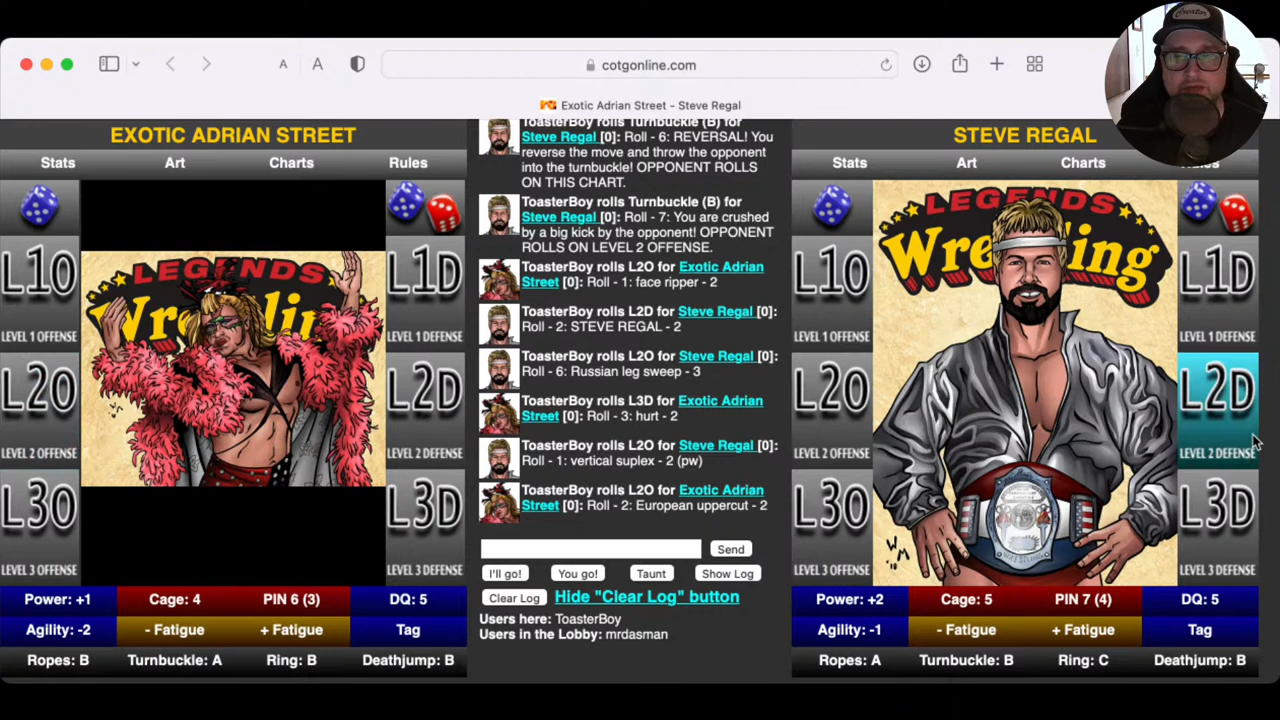 Creator
cotgonline.com
Exotic Adrian Street - Steve Regal
EXOTIC ADRIAN STREET
Stats
Art
Charts
Rules
L1O
LEVEL 1 OFFENSE
L2O
LEVEL 2 OFFENSE
L3O
LEVEL 3 OFFENSE
LEGENDS
Wrestling
L1D
LEVEL 1 DEFENSE
L2D
LEVEL 2 DEFENSE
L3D
LEVEL 3 DEFENSE
Power: +1
Cage: 4
PIN 6 (3)
DQ: 5
Agility: -2
- Fatigue
+ Fatigue
Tag
Ropes: B
Turnbuckle: A
Ring: B
Deathjump: B
ToasterBoy rolls Turnbuckle (B) for
Steve Regal [0]: Roll - 6: REVERSAL! You
reverse the move and throw the opponent
into the turnbuckle! OPPONENT ROLLS
ON THIS CHART.
ToasterBoy rolls Turnbuckle (B) for
Steve Regal [0]: Roll - 7: You are crushed
by a big kick by the opponent! OPPONENT
ROLLS ON LEVEL 2 OFFENSE.
ToasterBoy rolls L2O for Exotic Adrian
Street [0]: Roll - 1: face ripper - 2
ToasterBoy rolls L2D for Steve Regal [0]:
Roll - 2: STEVE REGAL - 2
ToasterBoy rolls L2O for Steve Regal [0]:
Roll - 6: Russian leg sweep - 3
ToasterBoy rolls L3D for Exotic Adrian
Street [0]: Roll - 3: hurt - 2
ToasterBoy rolls L2O for Steve Regal [0]:
Roll - 1: vertical suplex - 2 (pw)
ToasterBoy rolls L2O for Exotic Adrian
Street [0]: Roll - 2: European uppercut - 2
Send
I'll go!
You go!
Taunt
Show Log
Clear Log
Hide "Clear Log" button
Users here: ToasterBoy
Users in the Lobby: mrdasman
STEVE REGAL
Stats
Art
Charts
Rules
L1O
LEVEL 1 OFFENSE
L2O
LEVEL 2 OFFENSE
L3O
LEVEL 3 OFFENSE
LEGENDS
Wrestling
L1D
LEVEL 1 DEFENSE
L2D
LEVEL 2 DEFENSE
L3D
LEVEL 3 DEFENSE
Power: +2
Cage: 5
PIN 7 (4)
DQ: 5
Agility: -1
- Fatigue
+ Fatigue
Tag
Ropes: A
Turnbuckle: B
Ring: C
Deathjump: B